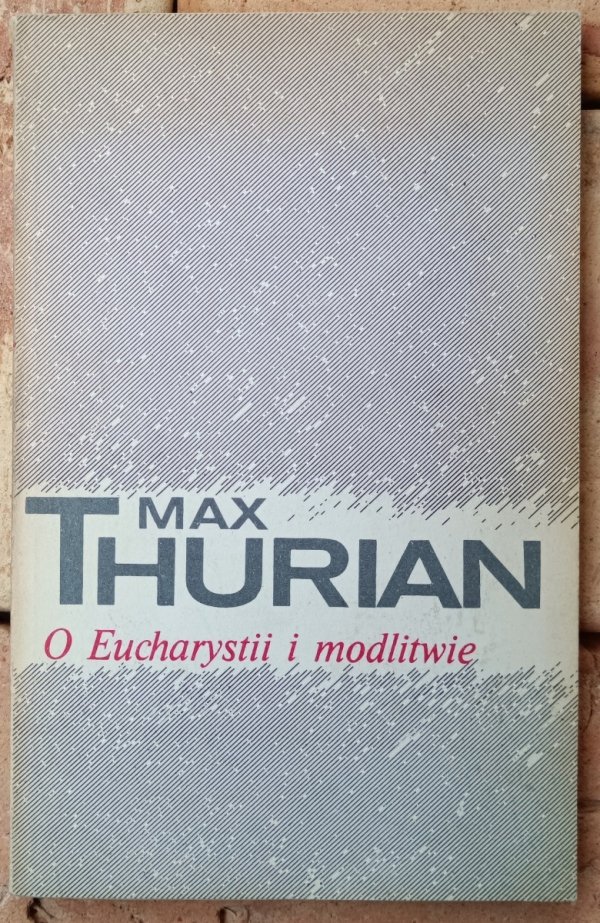 MAX
THURIAN
O Eucharystii i modlitwie